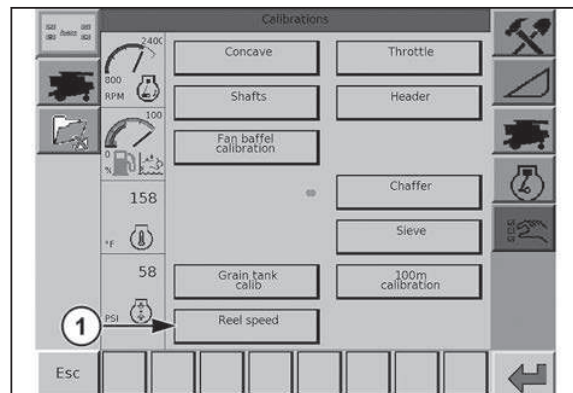 Calibrations
2400
800
RPM
100
0
%
158
°F
58
PSI
Concave
Throttle
Shafts
Header
Fan baffel
calibration
Chaffer
Sieve
Grain tank
calib
100m
calibration
Reel speed
1
Esc